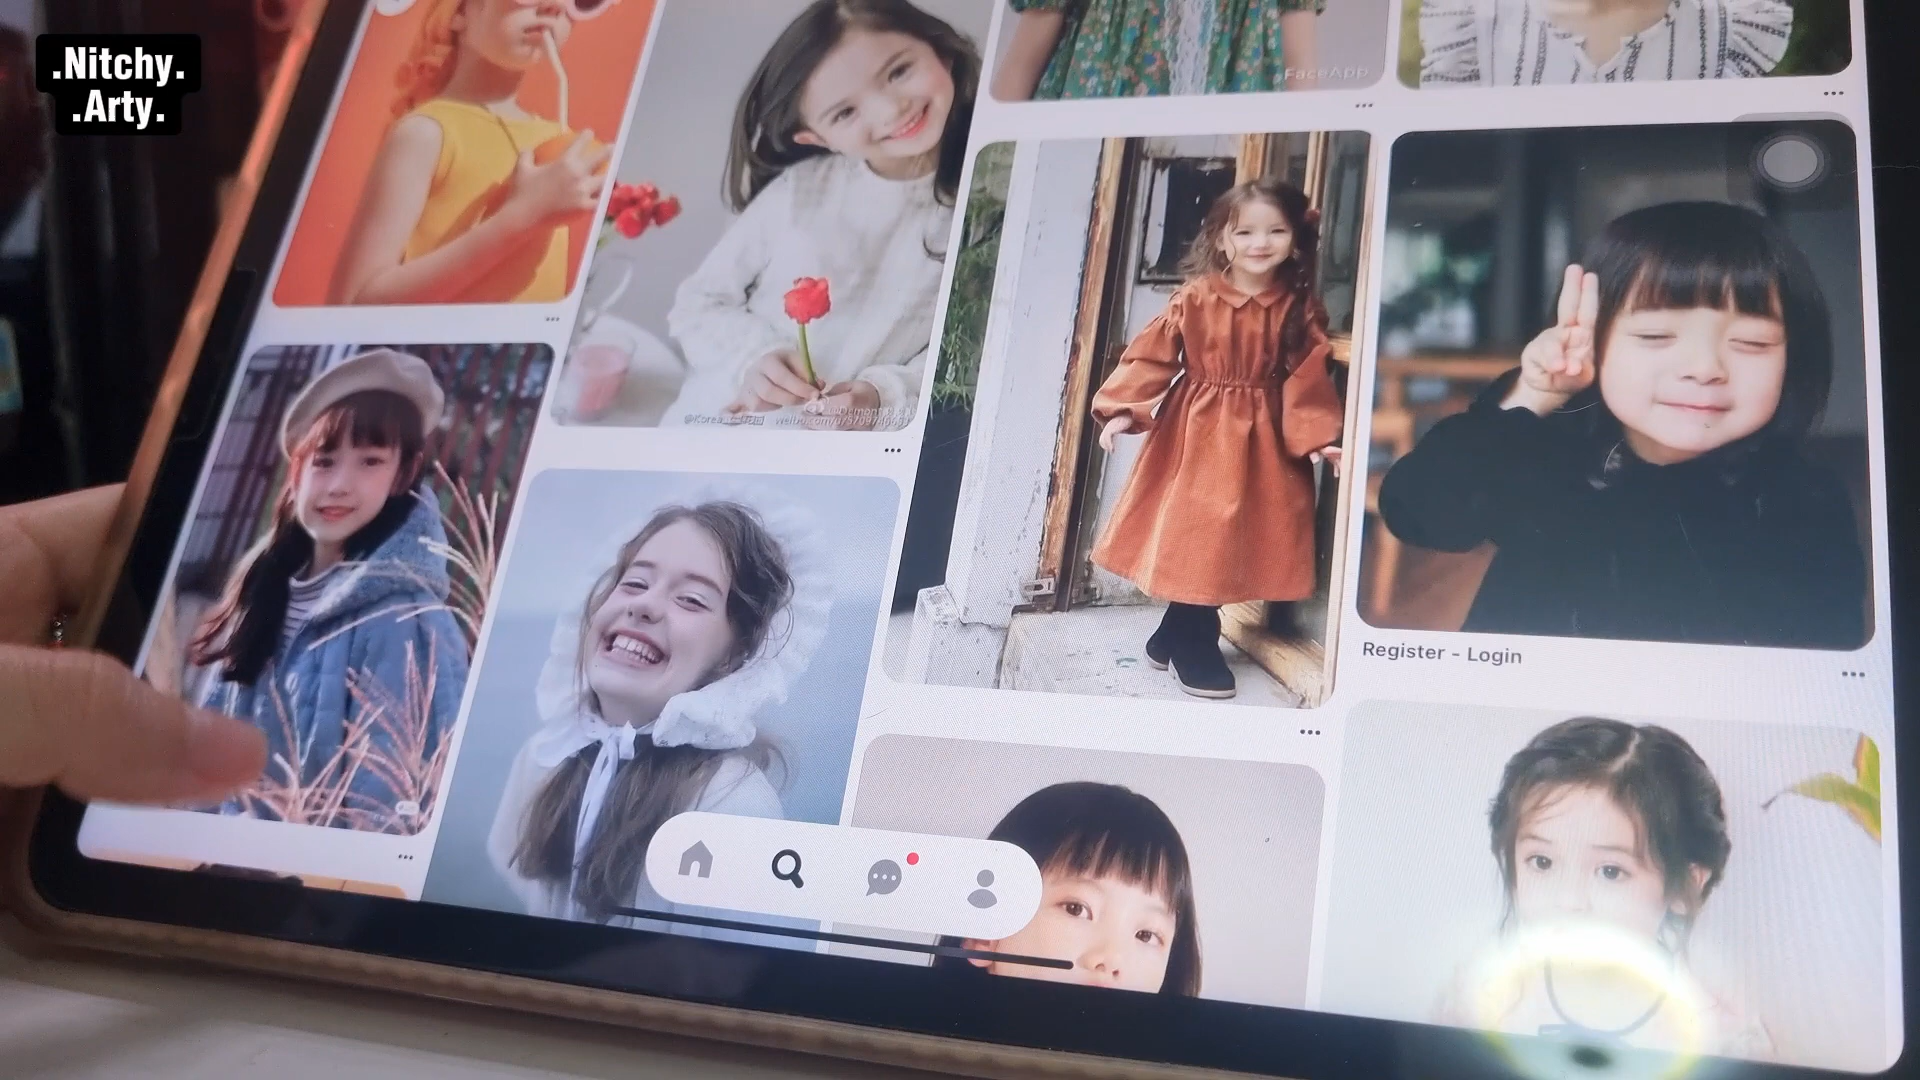 .Nitchy.
.Arty.
FaceApp
Register - Login